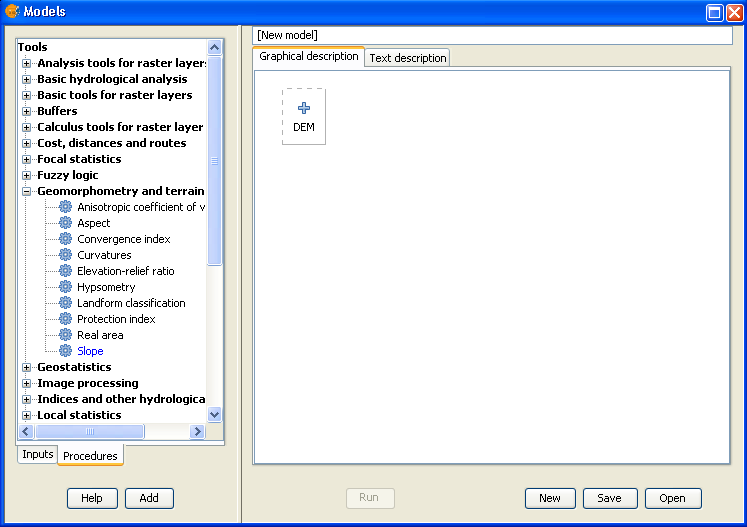 Models
Tools
Analysis tools for raster layer
Basic hydrological analysis
Basic tools for raster layers
Buffers
Calculus tools for raster layer
Cost, distances and routes
Focal statistics
Fuzzy logic
Geomorphometry and terrain
Anisotropic coefficient of v
Aspect
Convergence index
Curvatures
Elevation-relief ratio
Hypsometry
Landform classification
Protection index
Real area
Slope
Geostatistics
Image processing
Indices and other hydrologica
Local statistics
Inputs
Procedures
Help
Add
[New model]
Graphical description
Text description
DEM
Run
New
Save
Open